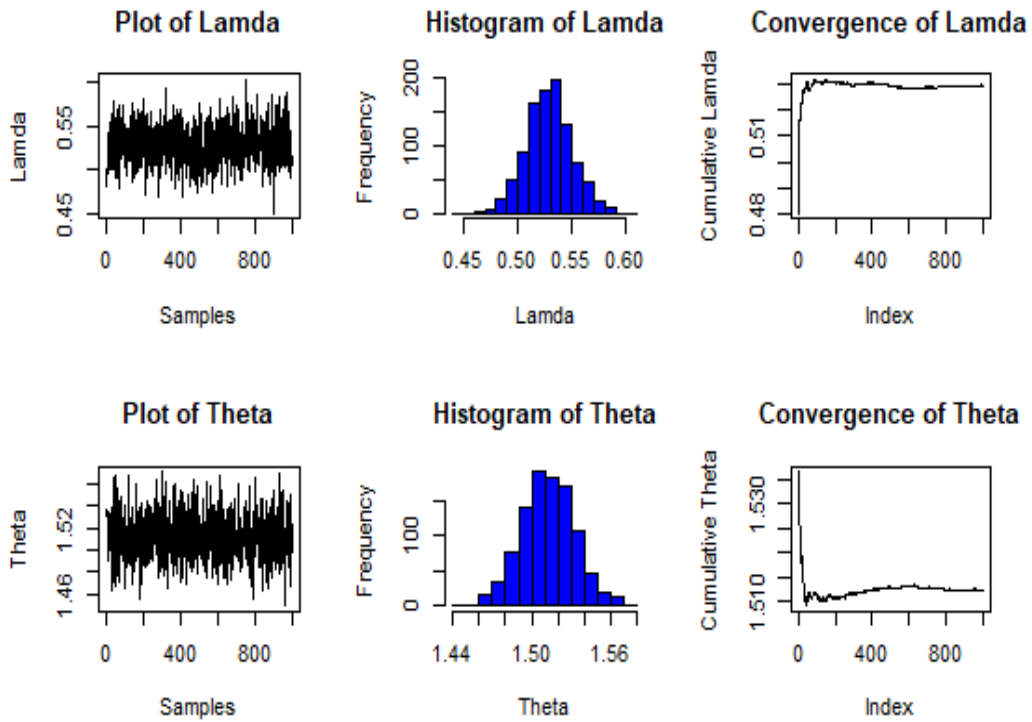 Plot of Lamda
Lamda
0.45 0.55
0 400 800
Samples
Histogram of Lamda
Frequency
0 100 200
0.45 0.50 0.55 0.60
Lamda
Convergence of Lamda
Cumulative Lamda
0.48 0.51
0 400 800
Index
Plot of Theta
Theta
1.46 1.52
0 400 800
Samples
Histogram of Theta
Frequency
0 100
1.44 1.50 1.56
Theta
Convergence of Theta
Cumulative Theta
1.510 1.530
0 400 800
Index